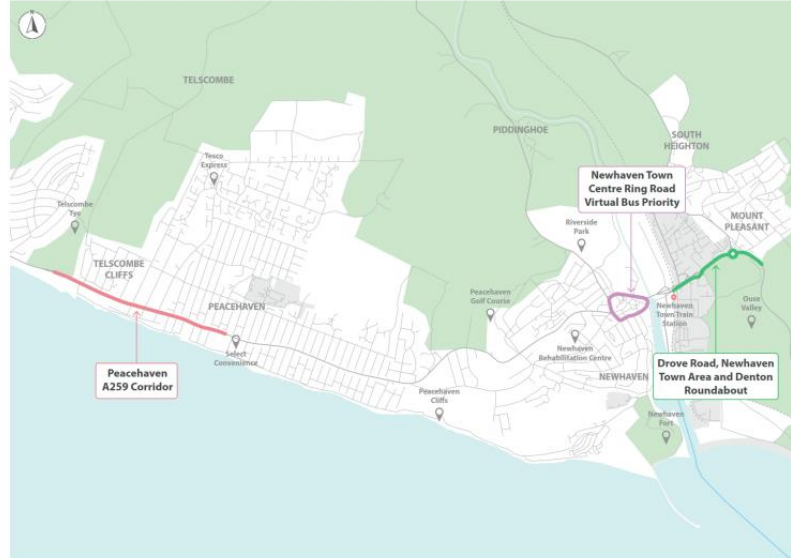 N
TELSCOMBE
PIDDINGHOE
SOUTH
HEIGHTON
Tesco
Express
Newhaven Town
Centre Ring Road
Virtual Bus Priority
Telscombe
Tye
Riverside
Park
MOUNT
PLEASANT
TELSCOMBE
CLIFFS
PEACEHAVEN
Peacehaven
Golf Course
Newhaven
Town Train
Station
Ouse
Valley
Select
Convenience
Newhaven
Rehabilitation Centre
Peacehaven
A259 Corridor
NEWHAVEN
Drove Road, Newhaven
Town Area and Denton
Roundabout
Peacehaven
Cliffs
Newhaven
Fort